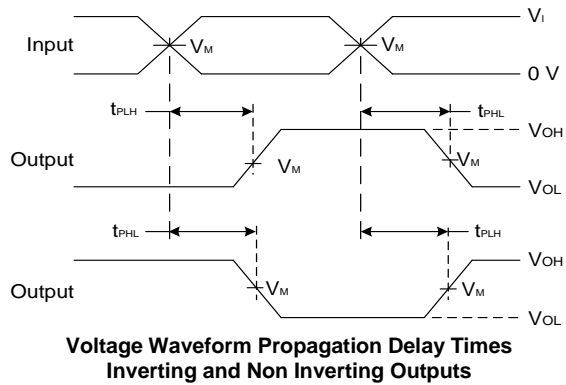 VI
Input VM VM
0 V
tPLH tPHL
VOH
Output VM VM
VOL
tPHL tPLH
VOH
Output VM VM
VOL
Voltage Waveform Propagation Delay Times
Inverting and Non Inverting Outputs